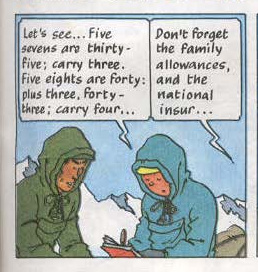 Let's see... Five
sevens are thirty-
five; carry three.
Five eights are forty:
plus three, forty-
three; carry four...
Don't forget
the family
allowances,
and the
national
insur...